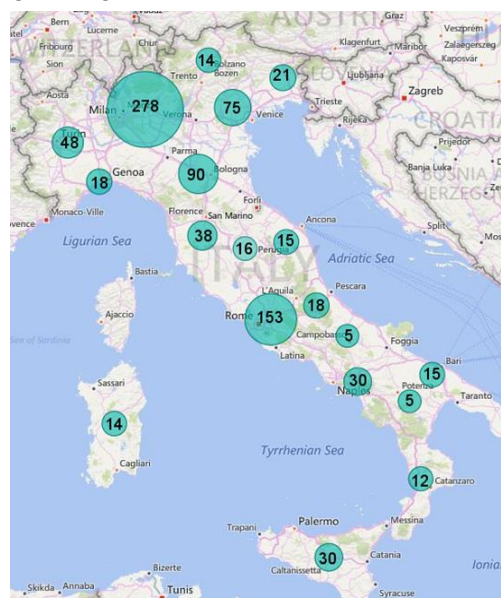 AUSTRIA
Bern
Lucerne
Chur
Graz
Veszprém
Fribourg
SWITZERLAND
Klagenfurt
Maribor
Zalaegerszeg
Sion
14
Bolzano
Bozen
Kaposvár
Aosta
Trento
21
SLOVENIA
Ljubljana
278
Milan
Verona
75
Venice
Trieste
Zagreb
Rijeka
CROATIA
48
Turin
Parma
Prijedor
18
Genoa
90
Bologna
Banja Luka
BOSNIA AND
HERZEGOVINA
Forlì
Monaco-Ville
Florence
San Marino
Ligurian Sea
38
16
Perugia
15
Ancona
Split
ITALY
Adriatic Sea
Bastia
L'Aquila
Pescara
Ajaccio
Rome
153
18
Sea of Sardinia
Campobasso
5
Foggia
Latina
Sassari
30
Naples
15
Bari
Potenza
5
Taranto
14
Tyrrhenian Sea
Cagliari
12
Catanzaro
Trapani
Palermo
Messina
30
Caltanissetta
Catania
Bizerte
Skikda
Annaba
Tunis
Syracuse